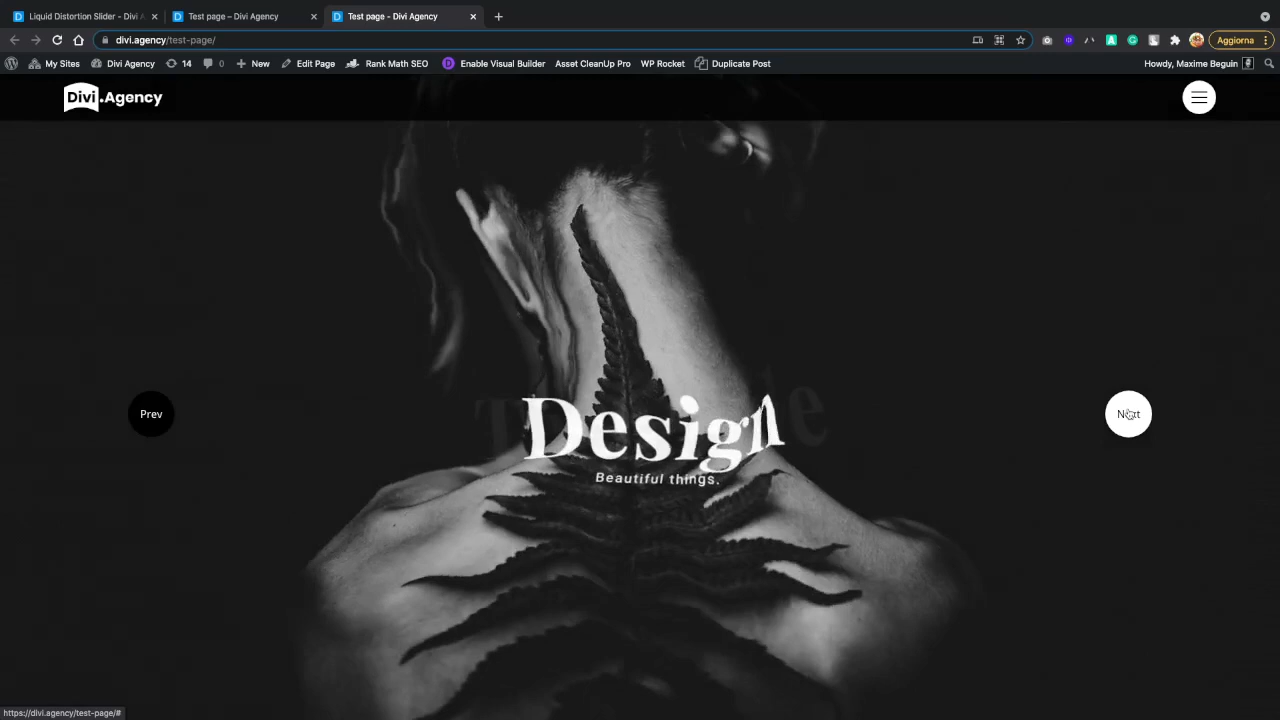 Liquid Distortion Slider - Divi A
Test page – Divi Agency
Test page - Divi Agency
divi.agency/test-page/
Aggiorna
My Sites
Divi Agency
14
0
New
Edit Page
Rank Math SEO
Enable Visual Builder
Asset CleanUp Pro
WP Rocket
Duplicate Post
Howdy, Maxime Beguin
Divi.Agency
Prev
Design
Next
Beautiful things.
https://divi.agency/test-page/#